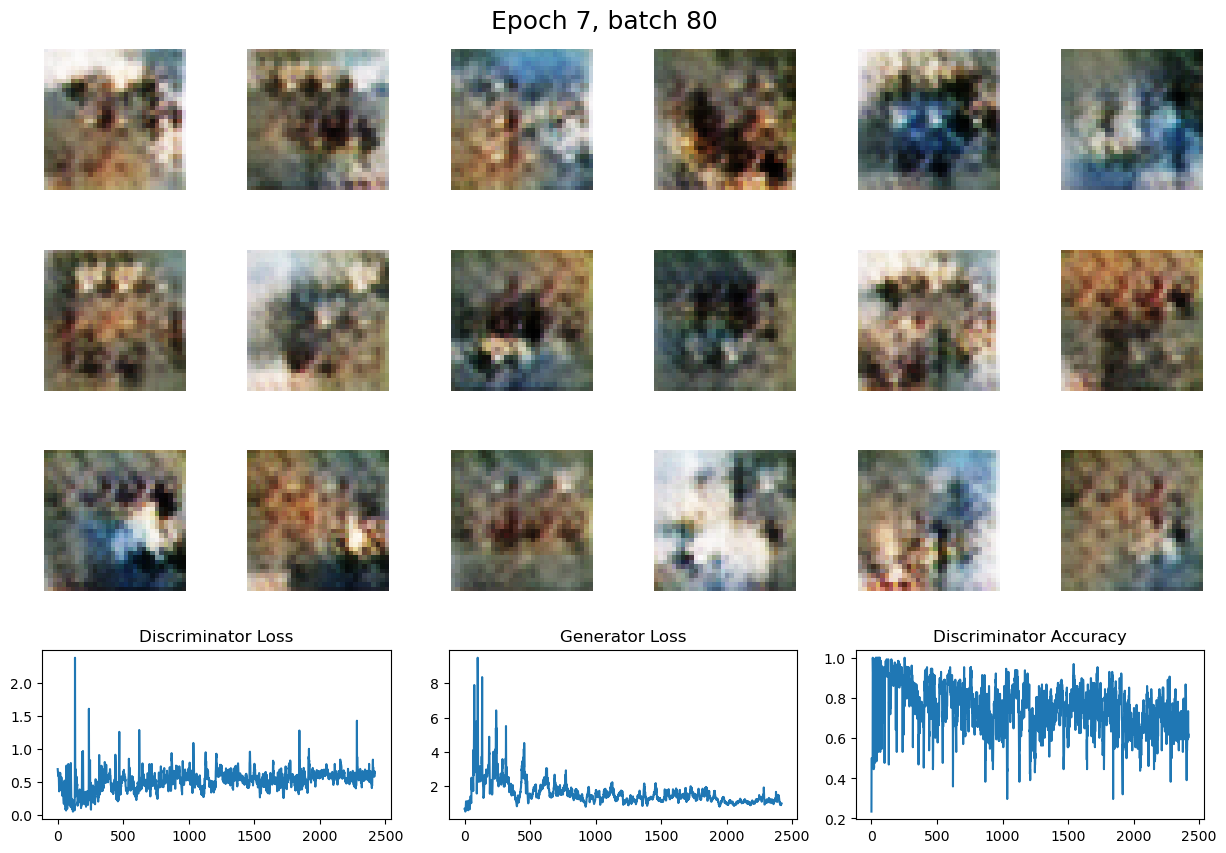 Epoch 7, batch 80
Discriminator Loss
Generator Loss
Discriminator Accuracy
2.0
1.5
1.0
0.5
0.0
0 500 1000 1500 2000 2500
8
6
4
2
0 500 1000 1500 2000 2500
1.0
0.8
0.6
0.4
0.2
0 500 1000 1500 2000 2500